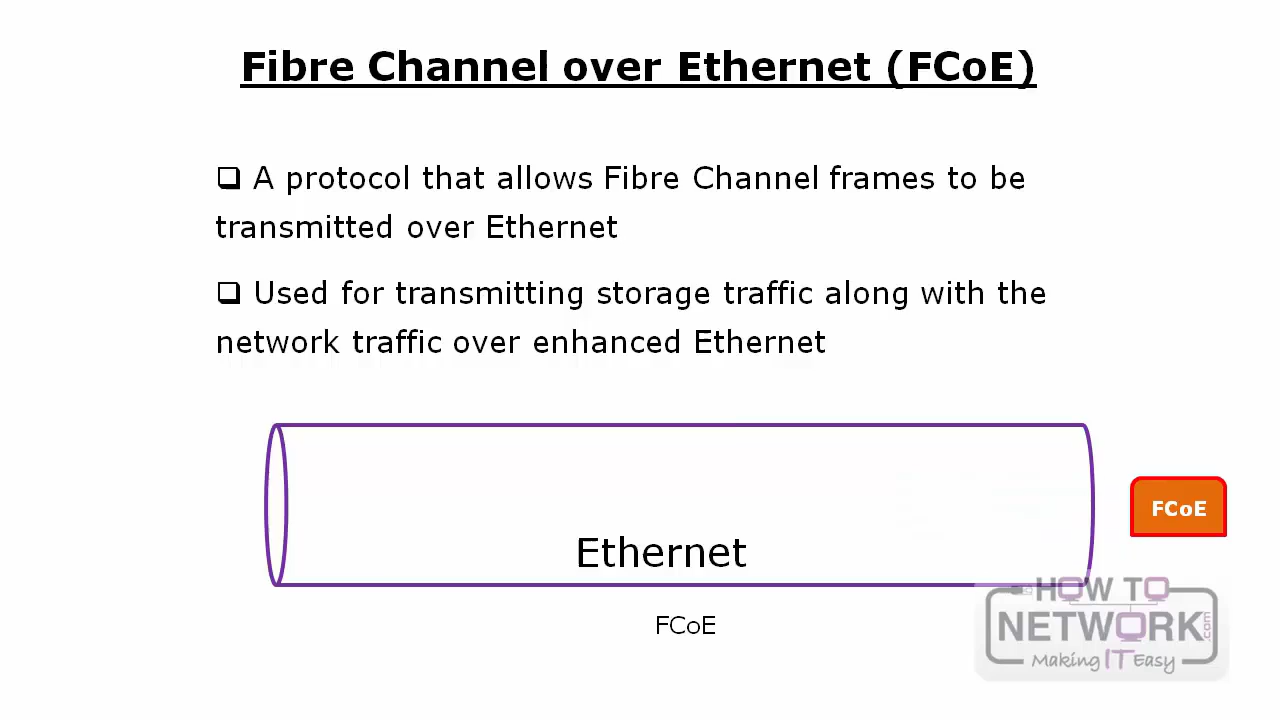 Fibre Channel over Ethernet (FCoE)
❑ A protocol that allows Fibre Channel frames to be
transmitted over Ethernet
❑ Used for transmitting storage traffic along with the
network traffic over enhanced Ethernet
FCoE
Ethernet
FCoE
HOW TO
NETWORK.com
Making IT Easy